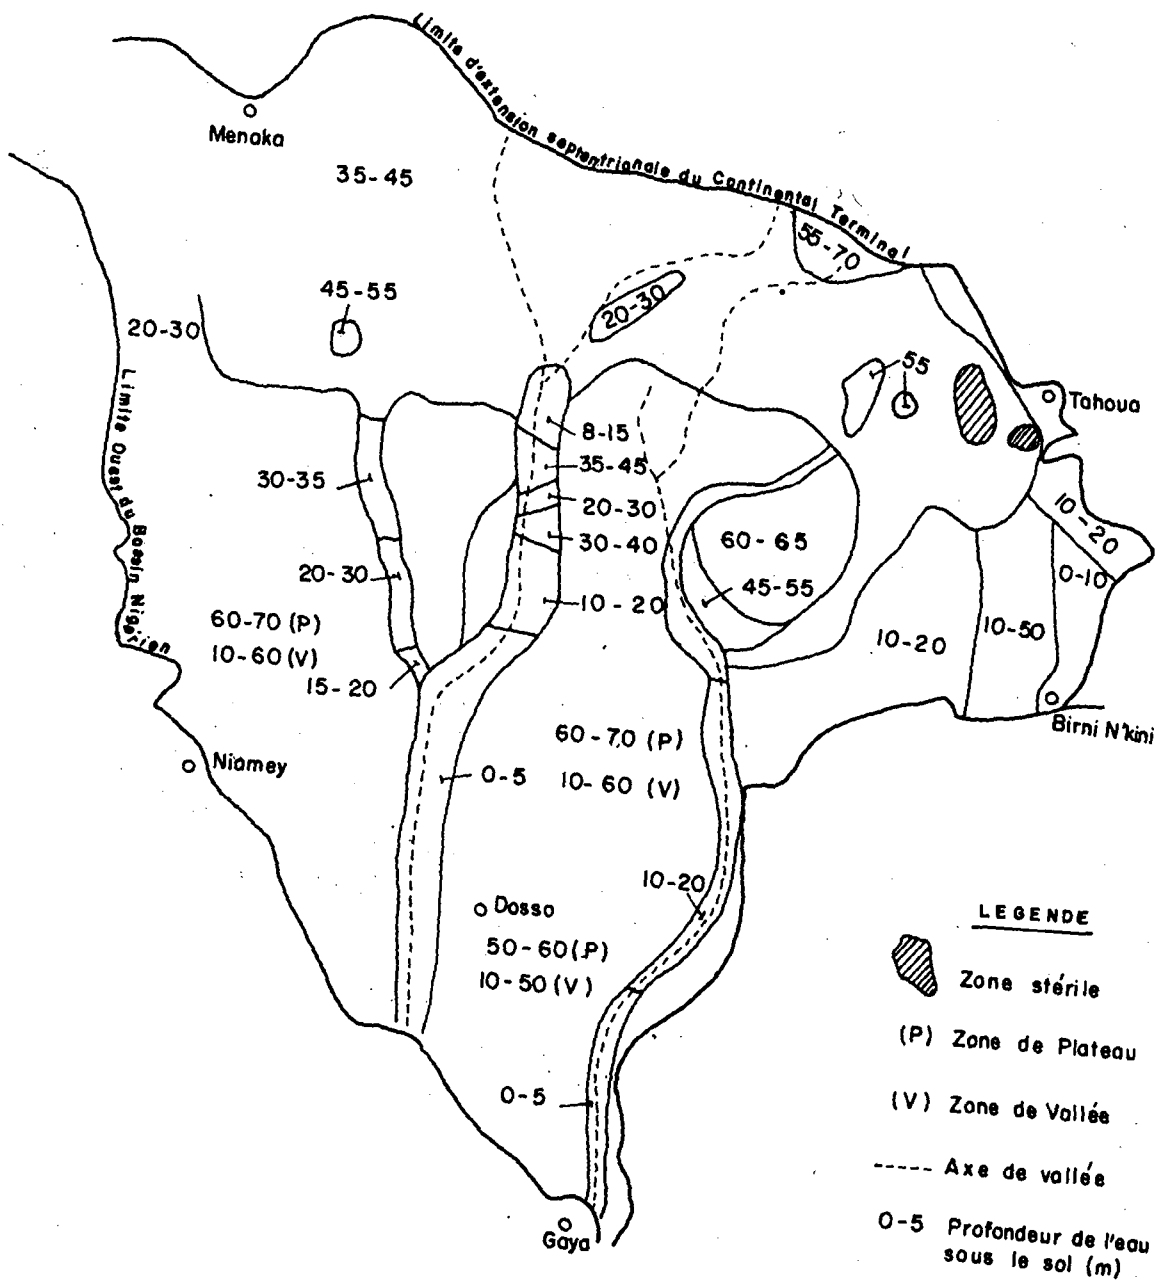 Limite d'extension septentrionale du Continental Terminal
Menaka
35-45
55-70
45-55
20-30
20-30
Limite Ouest du Bassin Nigérien
55
Tahoua
8-15
35-45
30-35
20-30
10-20
30-40
60-65
20-30
0-10
45-55
10-20
60-70 (P)
10-60 (V)
10-20
10-50
15-20
Birni N'kini
60-70 (P)
Niamey
0-5
10-60 (V)
10-20
Dosso
50-60 (P)
10-50 (V)
0-5
Gaya
LEGENDE
Zone stérile
(P) Zone de Plateau
(V) Zone de Vallée
----- Axe de vallée
0-5 Profondeur de l'eau
sous le sol (m)